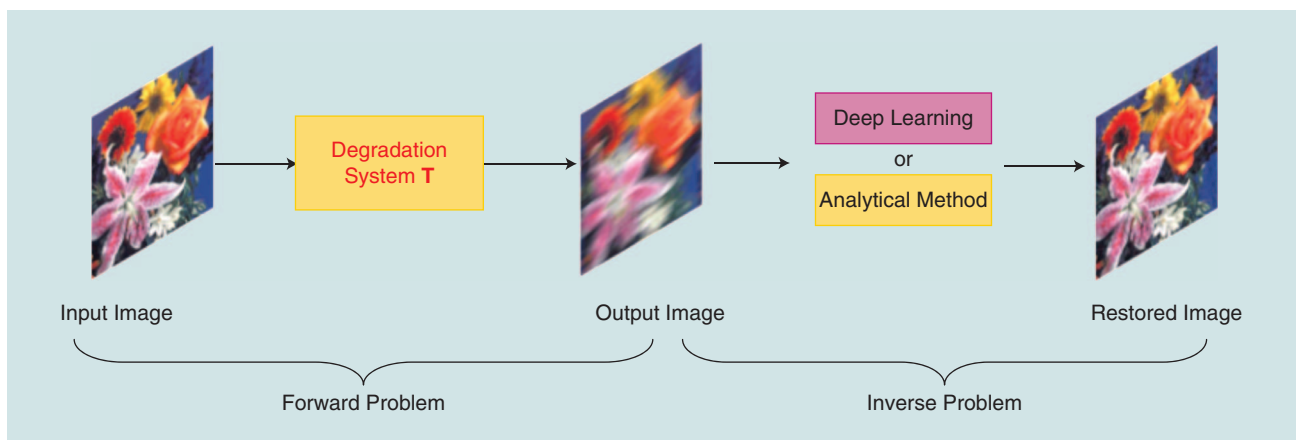 Degradation
System T
Deep Learning
or
Analytical Method
Input Image
Output Image
Restored Image
Forward Problem
Inverse Problem